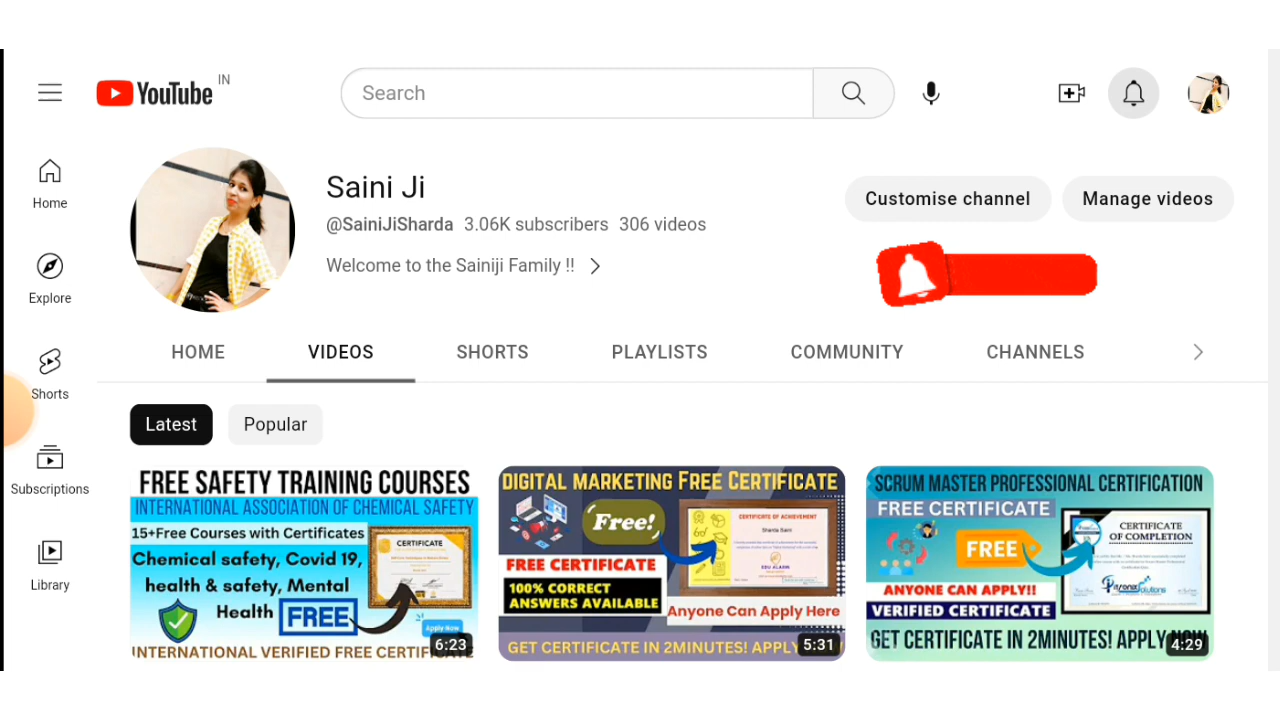 YouTube IN
Search
Saini Ji
@SainiJiSharda 3.06K subscribers 306 videos
Welcome to the Sainiji Family !!
Customise channel
Manage videos
Home
Explore
Shorts
Subscriptions
Library
HOME VIDEOS SHORTS PLAYLISTS COMMUNITY CHANNELS
Latest
Popular
FREE SAFETY TRAINING COURSES
INTERNATIONAL ASSOCIATION OF CHEMICAL SAFETY
15+Free Courses with Certificates
Chemical safety, Covid 19,
health & safety, Mental
Health FREE
CERTIFICATE
Apply Now
INTERNATIONAL VERIFIED FREE CERTIFICATE
6:23
DIGITAL MARKETING FREE CERTIFICATE
Free!
CERTIFICATE OF ACHIEVEMENT
Sharda Saini
EDU ALARM
FREE CERTIFICATE
100% CORRECT
ANSWERS AVAILABLE
Anyone Can Apply Here
GET CERTIFICATE IN 2MINUTES! APPLY
5:31
SCRUM MASTER PROFESSIONAL CERTIFICATION
FREE CERTIFICATE
FREE
CERTIFICATE
OF COMPLETION
ANYONE CAN APPLY!!
VERIFIED CERTIFICATE
GET CERTIFICATE IN 2MINUTES! APPLY NOW
4:29